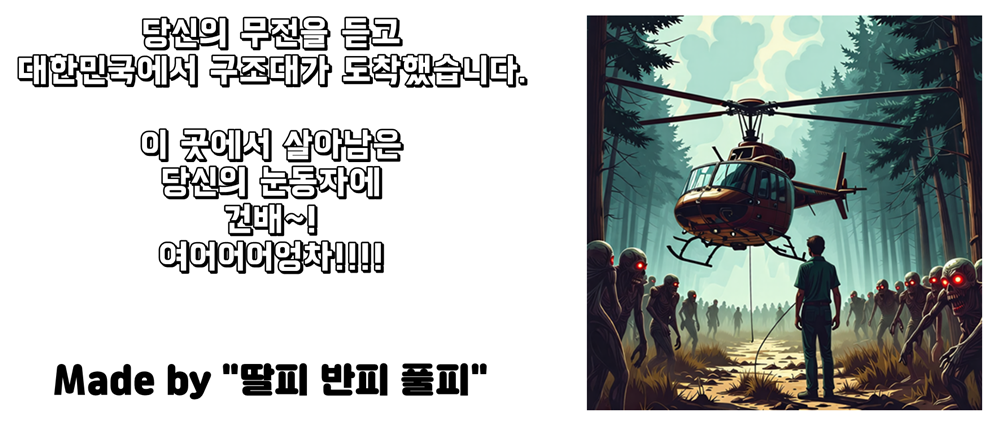 당신의 무전을 듣고
대한민국에서 구조대가 도착했습니다.
이 곳에서 살아남은
당신의 눈동자에
건배~!
여어어어엉차!!!!
Made by "딸피 반피 풀피"